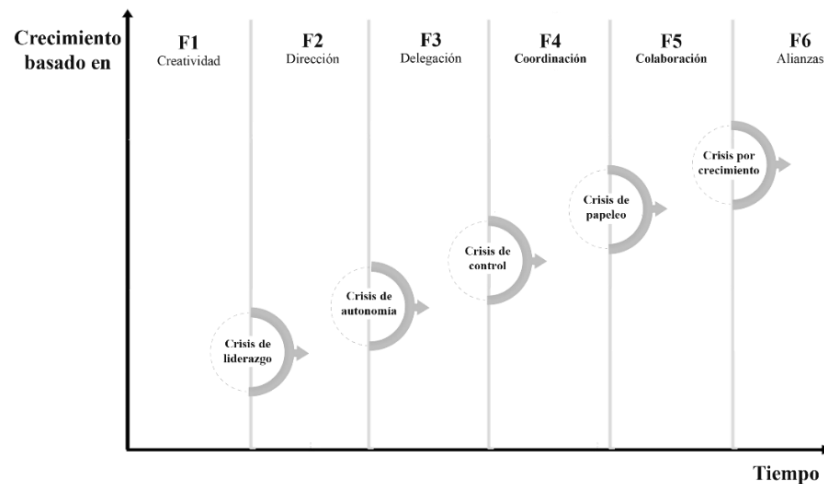 Crecimiento
basado en
F1
Creatividad
F2
Dirección
F3
Delegación
F4
Coordinación
F5
Colaboración
F6
Alianzas
Crisis por
crecimiento
Crisis de
papeleo
Crisis de
control
Crisis de
autonomía
Crisis de
liderazgo
Tiempo